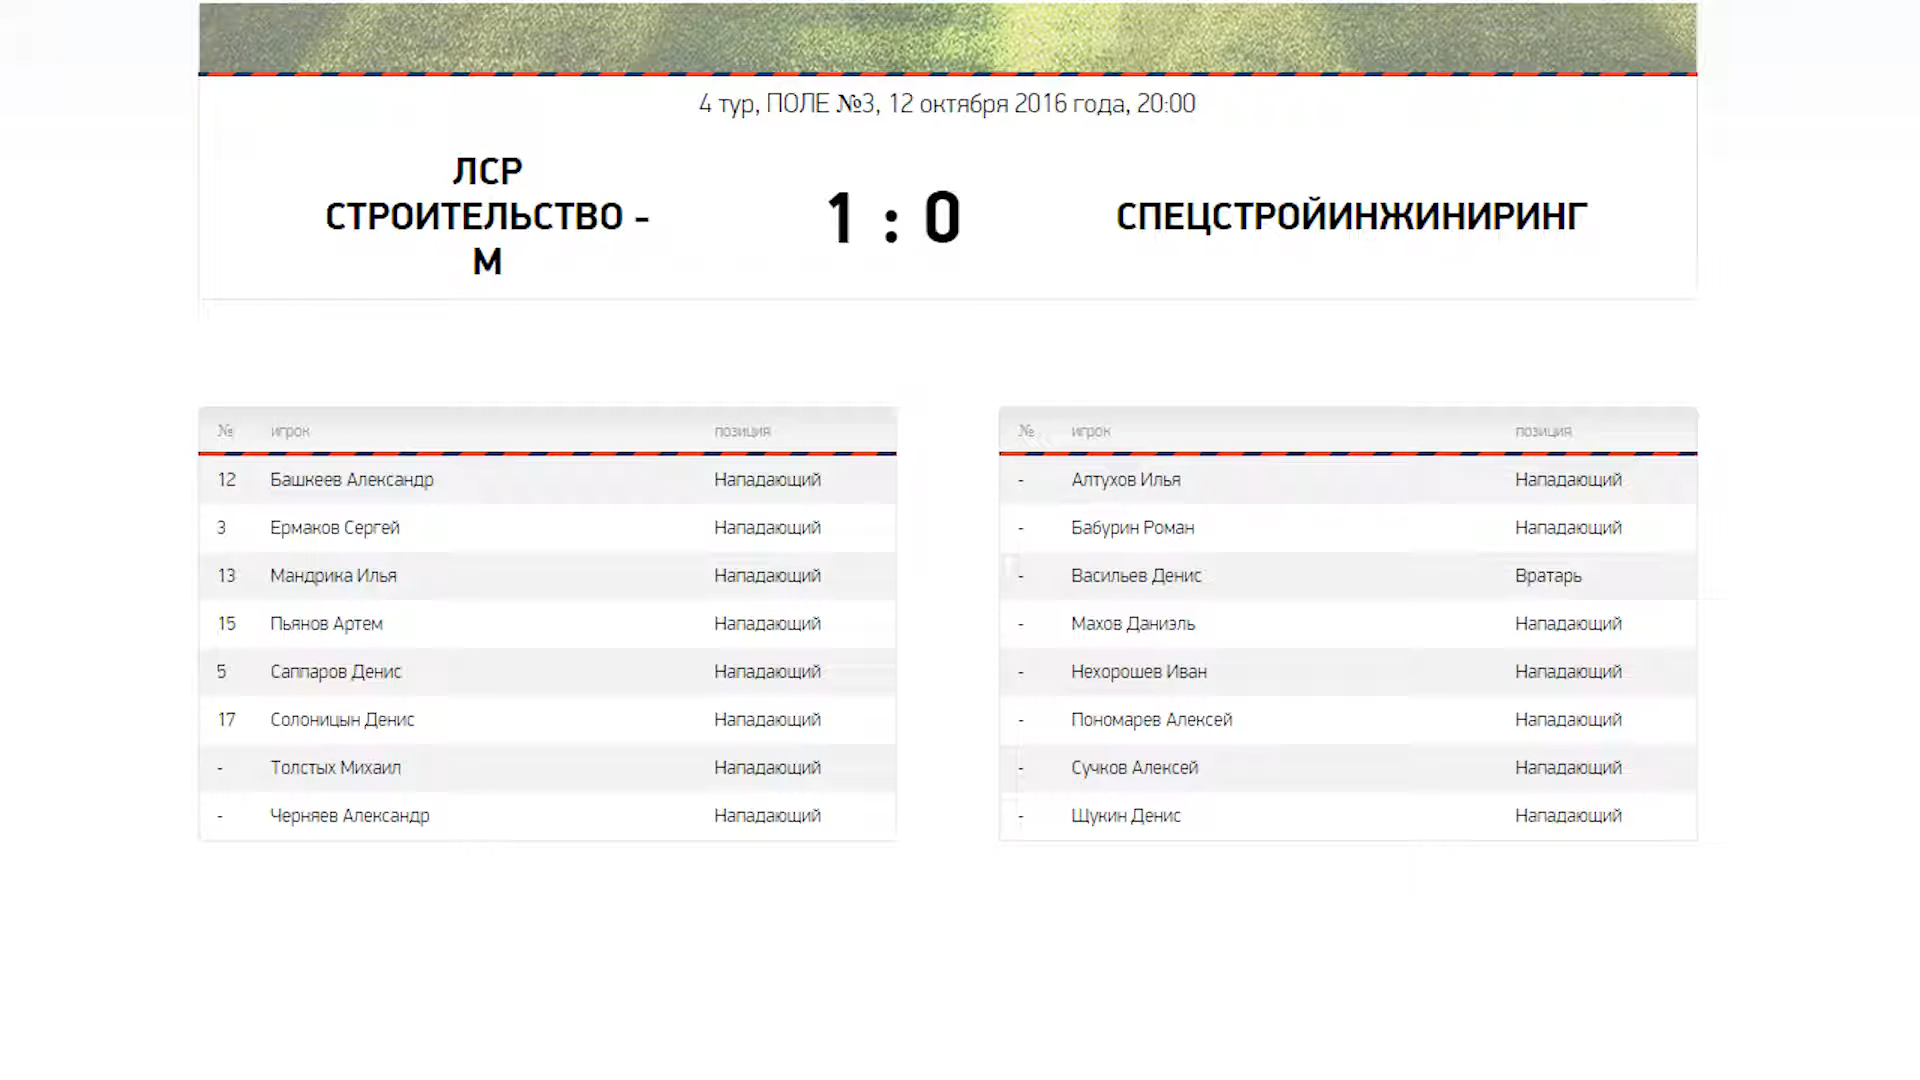 4 тур, ПОЛЕ №3, 12 октября 2016 года, 20:00
ЛСР
СТРОИТЕЛЬСТВО -
М
1 : 0
СПЕЦСТРОЙИНЖИНИРИНГ
№ игрок позиция
12 Башкеев Александр Нападающий
3 Ермаков Сергей Нападающий
13 Мандрика Илья Нападающий
15 Пьянов Артем Нападающий
5 Саппаров Денис Нападающий
17 Солоницын Денис Нападающий
- Толстых Михаил Нападающий
- Черняев Александр Нападающий
№ игрок позиция
- Алтухов Илья Нападающий
- Бабурин Роман Нападающий
- Васильев Денис Вратарь
- Махов Даниэль Нападающий
- Нехорошев Иван Нападающий
- Пономарев Алексей Нападающий
- Сучков Алексей Нападающий
- Щукин Денис Нападающий